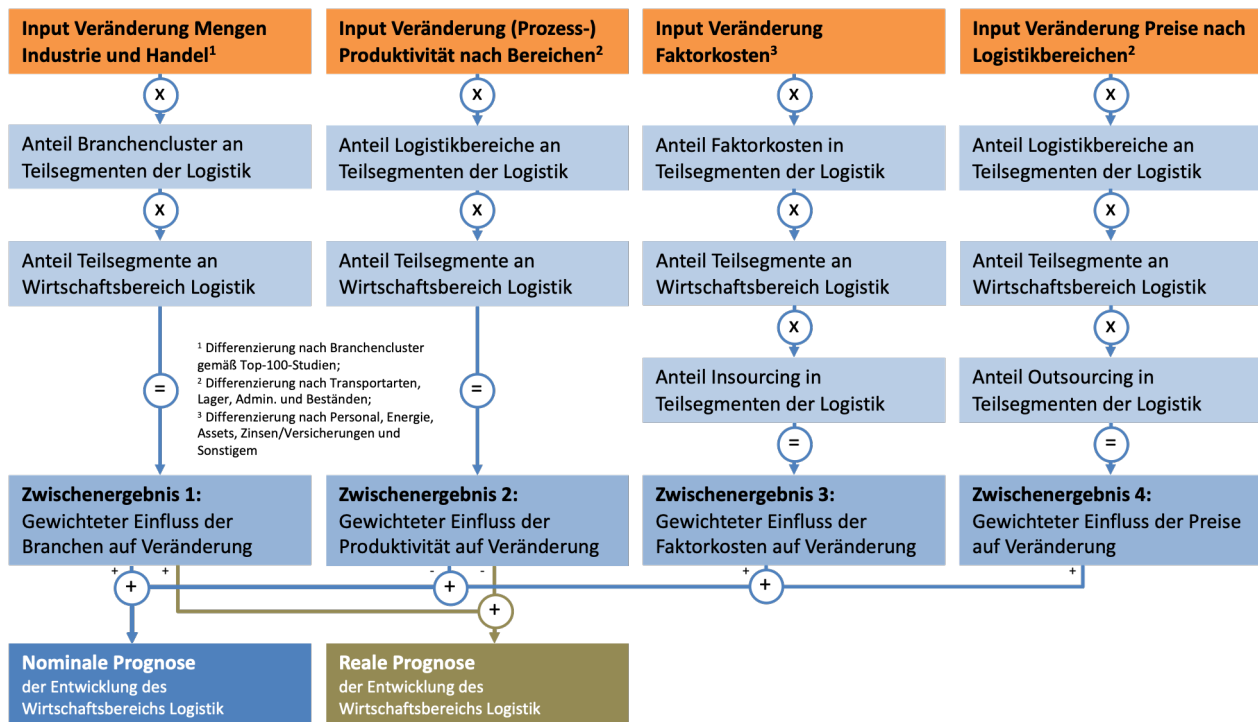 Input Veränderung Mengen
Industrie und Handel¹
Input Veränderung (Prozess-)
Produktivität nach Bereichen²
Input Veränderung
Faktorkosten³
Input Veränderung Preise nach
Logistikbereichen²
X
X
X
X
Anteil Branchencluster an
Teilsegmenten der Logistik
Anteil Logistikbereiche an
Teilsegmenten der Logistik
Anteil Faktorkosten in
Teilsegmenten der Logistik
Anteil Logistikbereiche an
Teilsegmenten der Logistik
X
X
X
X
Anteil Teilsegmente an
Wirtschaftsbereich Logistik
Anteil Teilsegmente an
Wirtschaftsbereich Logistik
Anteil Teilsegmente an
Wirtschaftsbereich Logistik
Anteil Teilsegmente an
Wirtschaftsbereich Logistik
X
X
¹ Differenzierung nach Branchencluster
gemäß Top-100-Studien;
² Differenzierung nach Transportarten,
Lager, Admin. und Beständen;
³ Differenzierung nach Personal, Energie,
Assets, Zinsen/Versicherungen und
Sonstigem
=
=
Anteil Insourcing in
Teilsegmenten der Logistik
Anteil Outsourcing in
Teilsegmenten der Logistik
=
=
Zwischenergebnis 1:
Gewichteter Einfluss der
Branchen auf Veränderung
Zwischenergebnis 2:
Gewichteter Einfluss der
Produktivität auf Veränderung
Zwischenergebnis 3:
Gewichteter Einfluss der
Faktorkosten auf Veränderung
Zwischenergebnis 4:
Gewichteter Einfluss der Preise
auf Veränderung
+ + - - + +
+ + +
+
Nominale Prognose
der Entwicklung des
Wirtschaftsbereichs Logistik
Reale Prognose
der Entwicklung des
Wirtschaftsbereichs Logistik